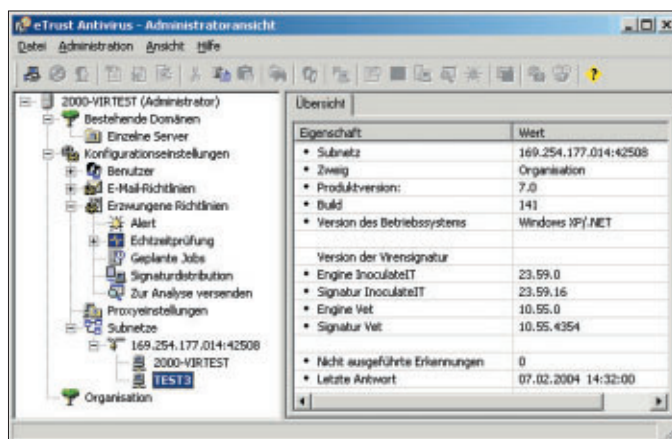 eTrust Antivirus - Administratoransicht
Datei Administration Ansicht Hilfe
2000-VIRTEST (Administrator)
Bestehende Domänen
Einzelne Server
Konfigurationseinstellungen
Benutzer
E-Mail-Richtlinien
Erzwungene Richtlinien
Alert
Echtzeitprüfung
Geplante Jobs
Signaturdistribution
Zur Analyse versenden
Proxyeinstellungen
Subnetze
169.254.177.014:42508
2000-VIRTEST
TEST3
Organisation
Übersicht
Eigenschaft Wert
Subnetz 169.254.177.014:42508
Zweig Organisation
Produktversion: 7.0
Build 141
Version des Betriebssystems Windows XP/.NET
Version der Virensignatur
Engine InoculateIT 23.59.0
Signatur InoculateIT 23.59.16
Engine Vet 10.55.0
Signatur Vet 10.55.4354
Nicht ausgeführte Erkennungen 0
Letzte Antwort 07.02.2004 14:32:00